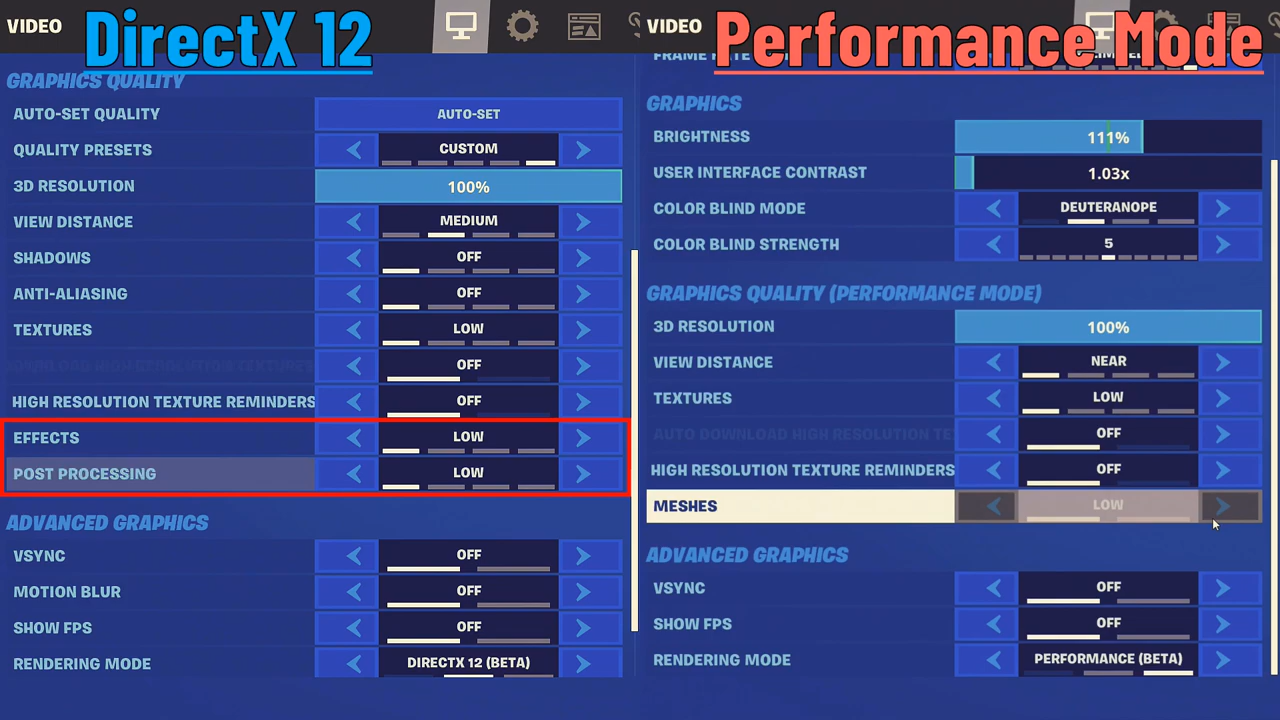 VIDEO
DirectX 12
GRAPHICS QUALITY
AUTO-SET QUALITY AUTO-SET
QUALITY PRESETS CUSTOM
3D RESOLUTION 100%
VIEW DISTANCE MEDIUM
SHADOWS OFF
ANTI-ALIASING OFF
TEXTURES LOW
OFF
HIGH RESOLUTION TEXTURE REMINDERS OFF
EFFECTS LOW
POST PROCESSING LOW
ADVANCED GRAPHICS
VSYNC OFF
MOTION BLUR OFF
SHOW FPS OFF
RENDERING MODE DIRECTX 12 (BETA)
VIDEO
Performance Mode
FRAME RATE
GRAPHICS
BRIGHTNESS 111%
USER INTERFACE CONTRAST 1.03x
COLOR BLIND MODE DEUTERANOPE
COLOR BLIND STRENGTH 5
GRAPHICS QUALITY (PERFORMANCE MODE)
3D RESOLUTION 100%
VIEW DISTANCE NEAR
TEXTURES LOW
AUTO DOWNLOAD HIGH RESOLUTION TE OFF
HIGH RESOLUTION TEXTURE REMINDERS OFF
MESHES LOW
ADVANCED GRAPHICS
VSYNC OFF
SHOW FPS OFF
RENDERING MODE PERFORMANCE (BETA)